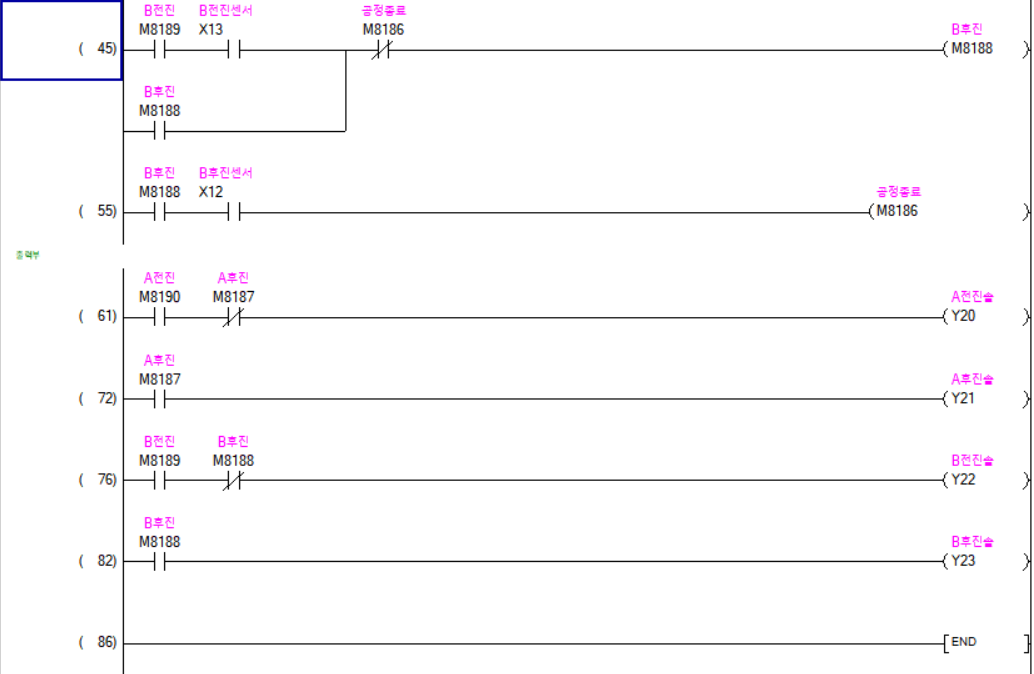 B전진 B전진센서 공정종료
M8189 X13 M8186 B후진
( 45) ( M8188 )
B후진
M8188
B후진 B후진센서
M8188 X12 공정종료
( 55) ( M8186 )
출력부
A전진 A후진
M8190 M8187 A전진솔
( 61) ( Y20 )
A후진
M8187 A후진솔
( 72) ( Y21 )
B전진 B후진
M8189 M8188 B전진솔
( 76) ( Y22 )
B후진
M8188 B후진솔
( 82) ( Y23 )
( 86) [ END ]